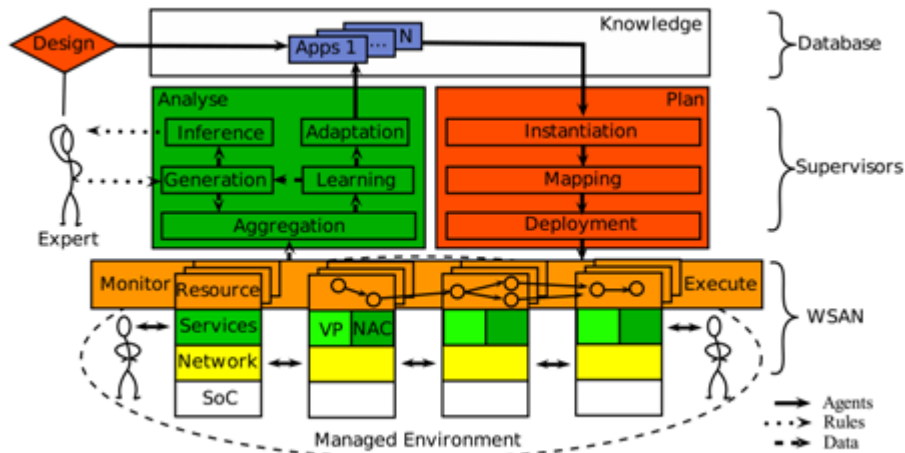 Design
Knowledge
Apps 1
...
N
Database
Analyse
Plan
Inference
Adaptation
Instantiation
Generation
Learning
Mapping
Supervisors
Aggregation
Deployment
Expert
Monitor
Resource
Execute
Services
VP
NAC
WSAN
Network
SoC
Managed Environment
Agents
Rules
Data